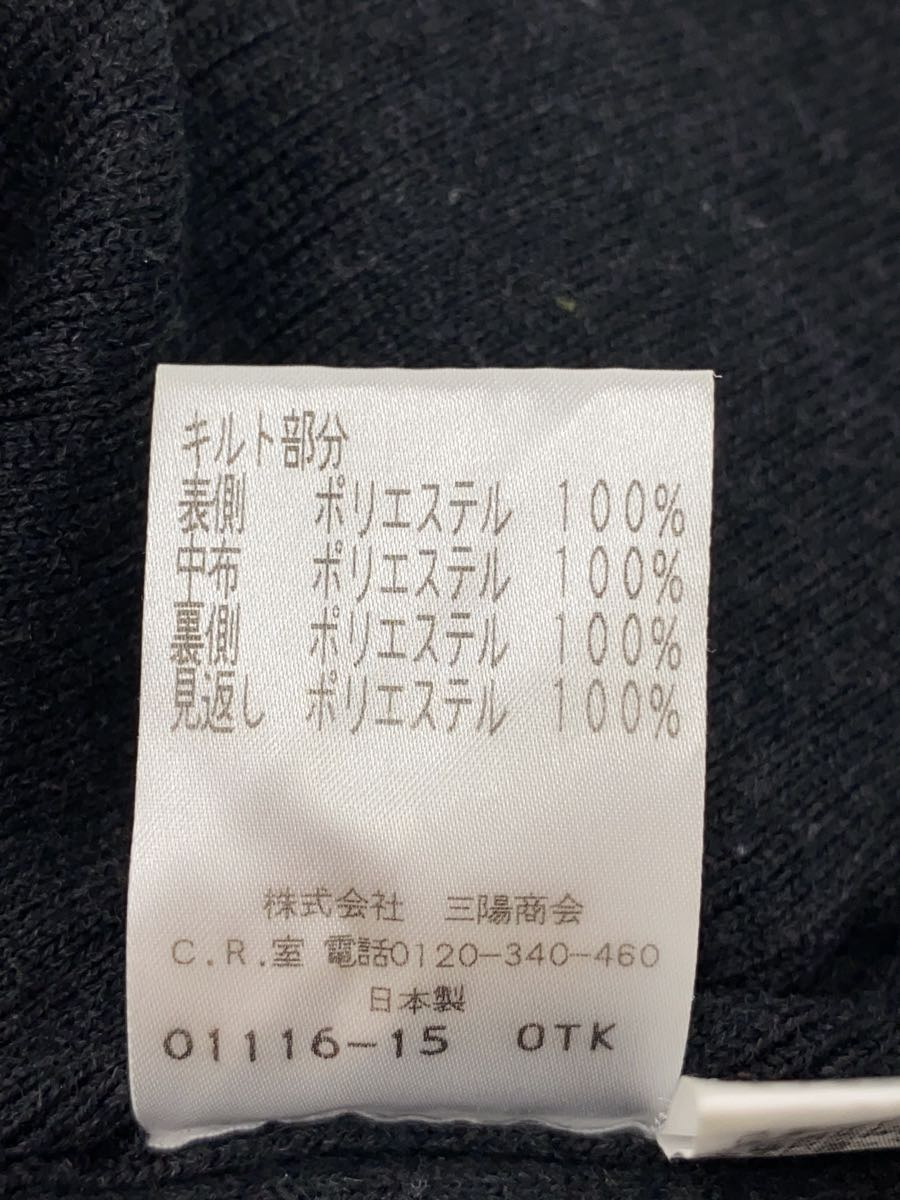 キルト部分
表側 ポリエステル 100%
中布 ポリエステル 100%
裏側 ポリエステル 100%
見返し ポリエステル 100%
株式会社 三陽商会
C.R.室 電話0120-340-460
日本製
01116-15 OTK